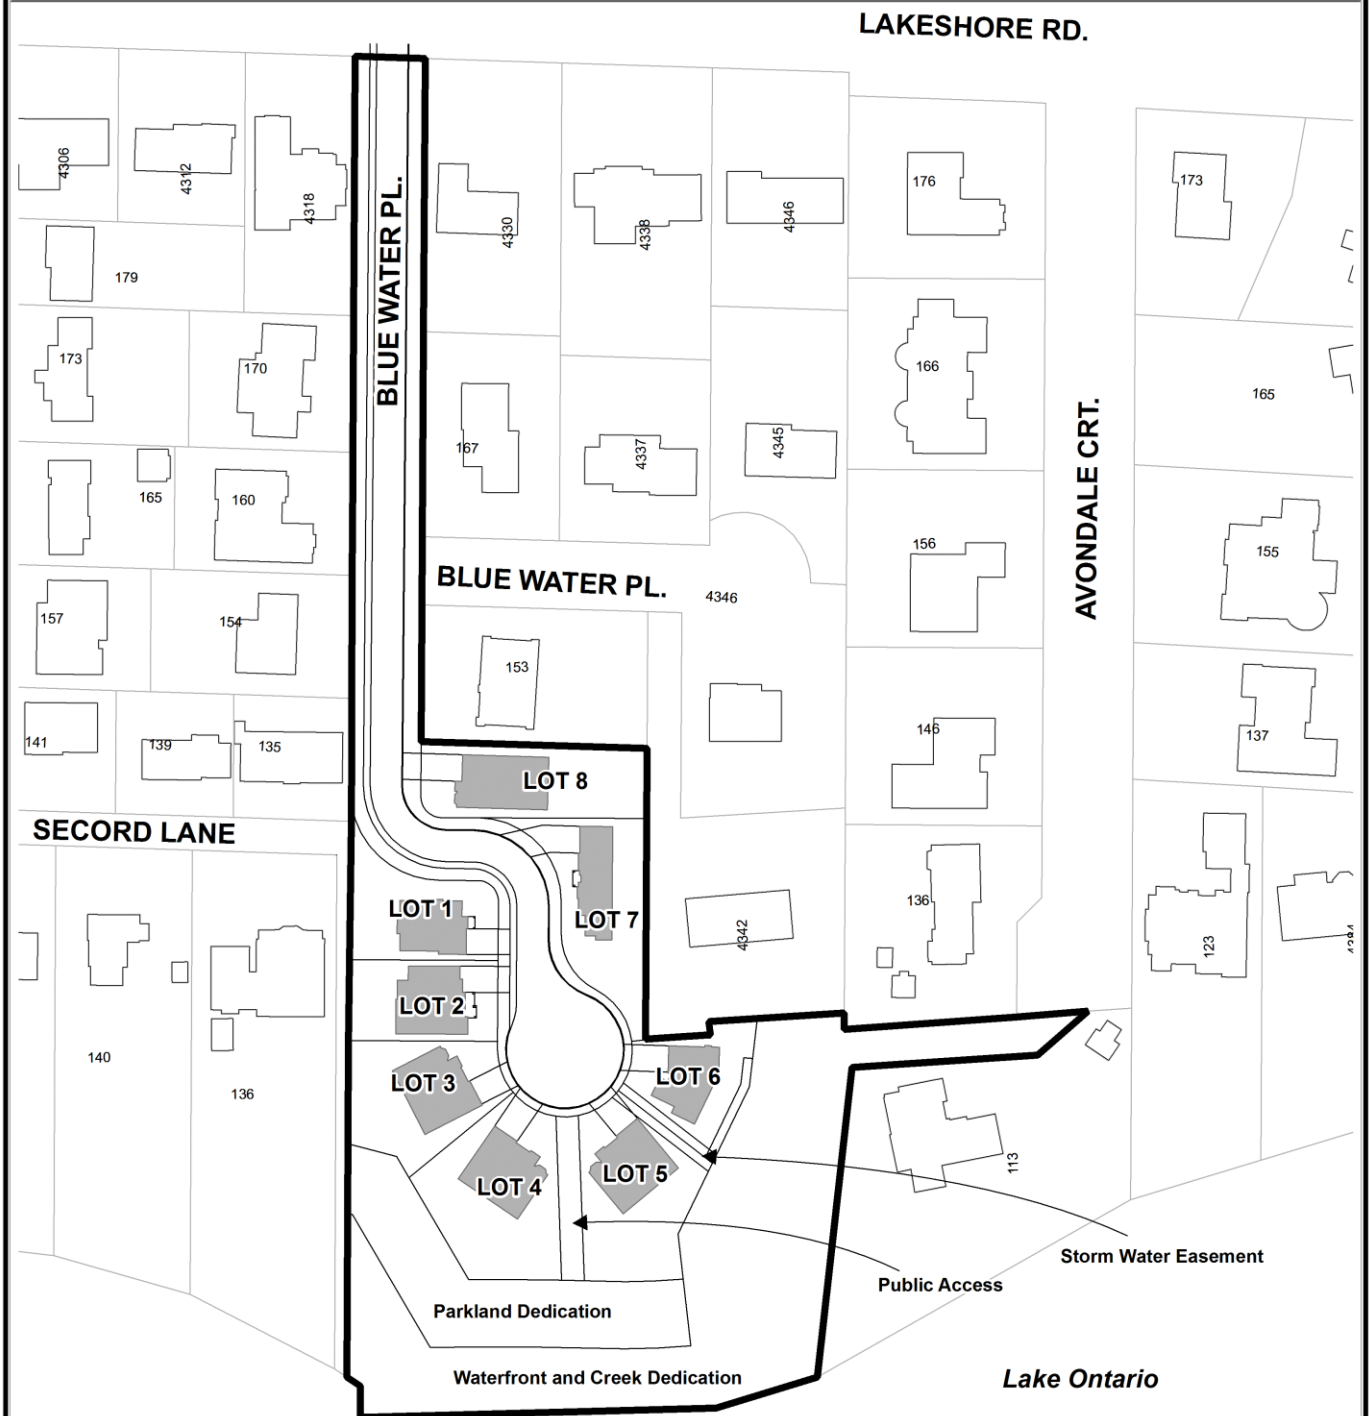 LAKESHORE RD.
4306
4312
4318
BLUE WATER PL.
4330
4338
4346
176
173
179
173
170
167
4337
4345
166
165
AVONDALE CRT.
165
160
156
155
BLUE WATER PL.
4346
157
154
153
141
139
135
146
137
LOT 8
SECORD LANE
LOT 1
LOT 7
4342
136
123
LOT 2
140
136
LOT 3
LOT 6
LOT 4
LOT 5
113
Storm Water Easement
Public Access
Parkland Dedication
Waterfront and Creek Dedication
Lake Ontario